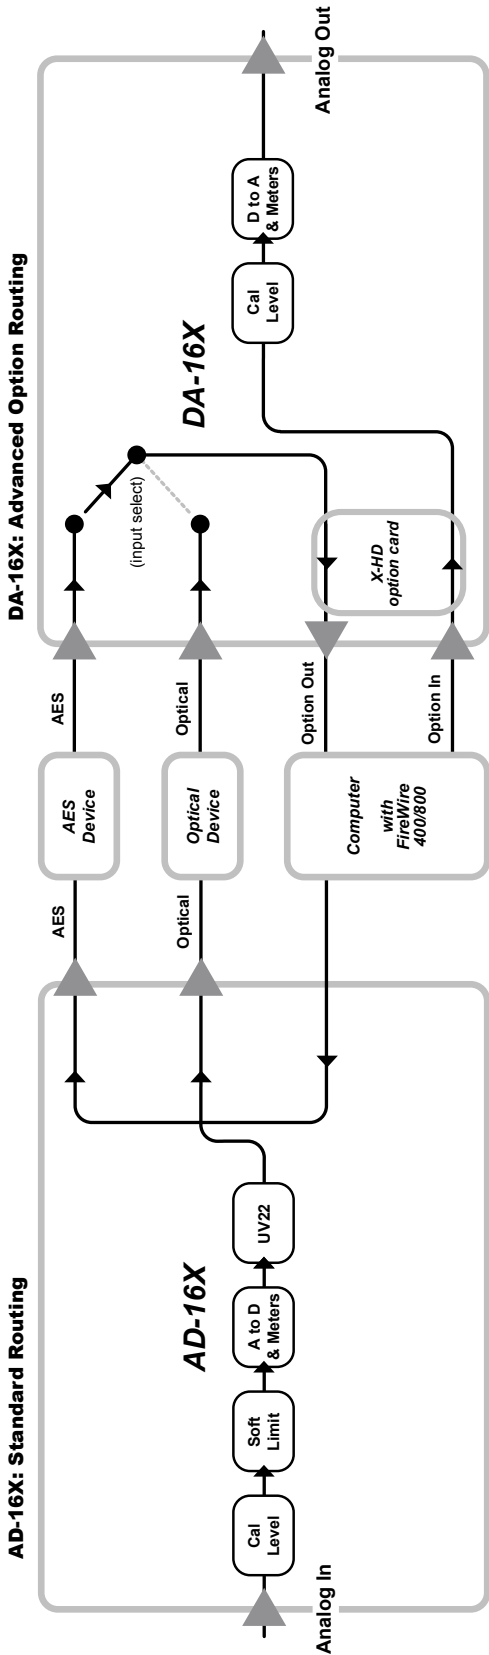 AD-16X: Standard Routing
DA-16X: Advanced Option Routing
AES
AES
Device
AES
Optical
Optical
Device
Optical
(input select)
AD-16X
DA-16X
Analog In
Cal
Level
Soft
Limit
A to D
& Meters
UV22
Cal
Level
D to A
& Meters
Analog Out
Computer
with
FireWire
400/800
Option Out
Option In
X-HD
option card